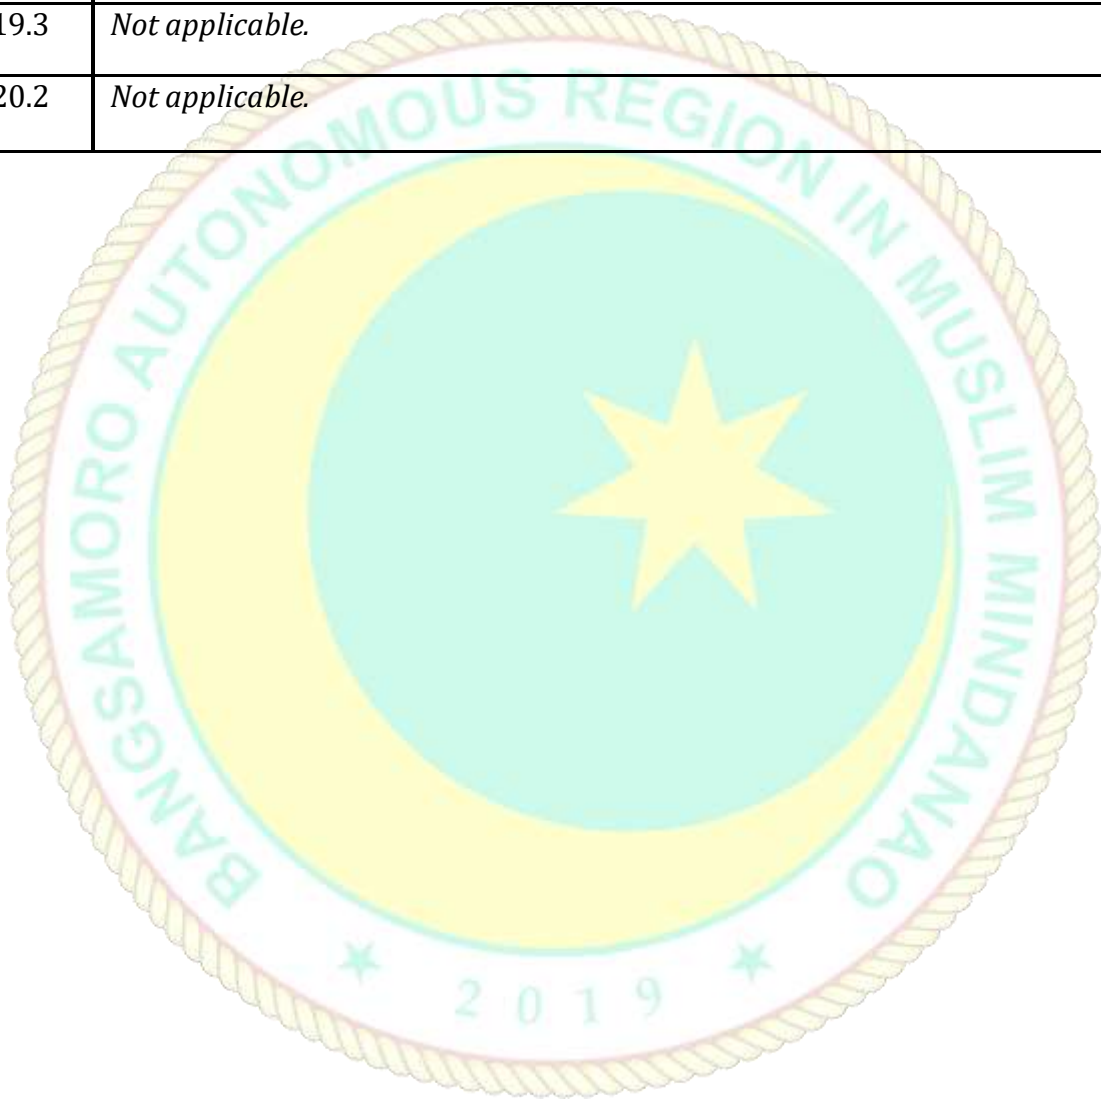 19.3 Not applicable.
20.2 Not applicable.
BANGSAMORO AUTONOMOUS REGION IN MUSLIM MINDANAO
2019